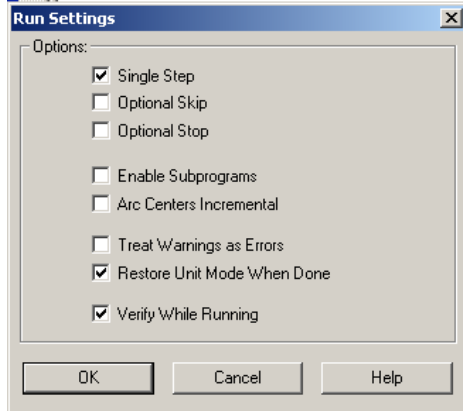 Run Settings
Options:
Single Step
Optional Skip
Optional Stop
Enable Subprograms
Arc Centers Incremental
Treat Warnings as Errors
Restore Unit Mode When Done
Verify While Running
OK Cancel Help